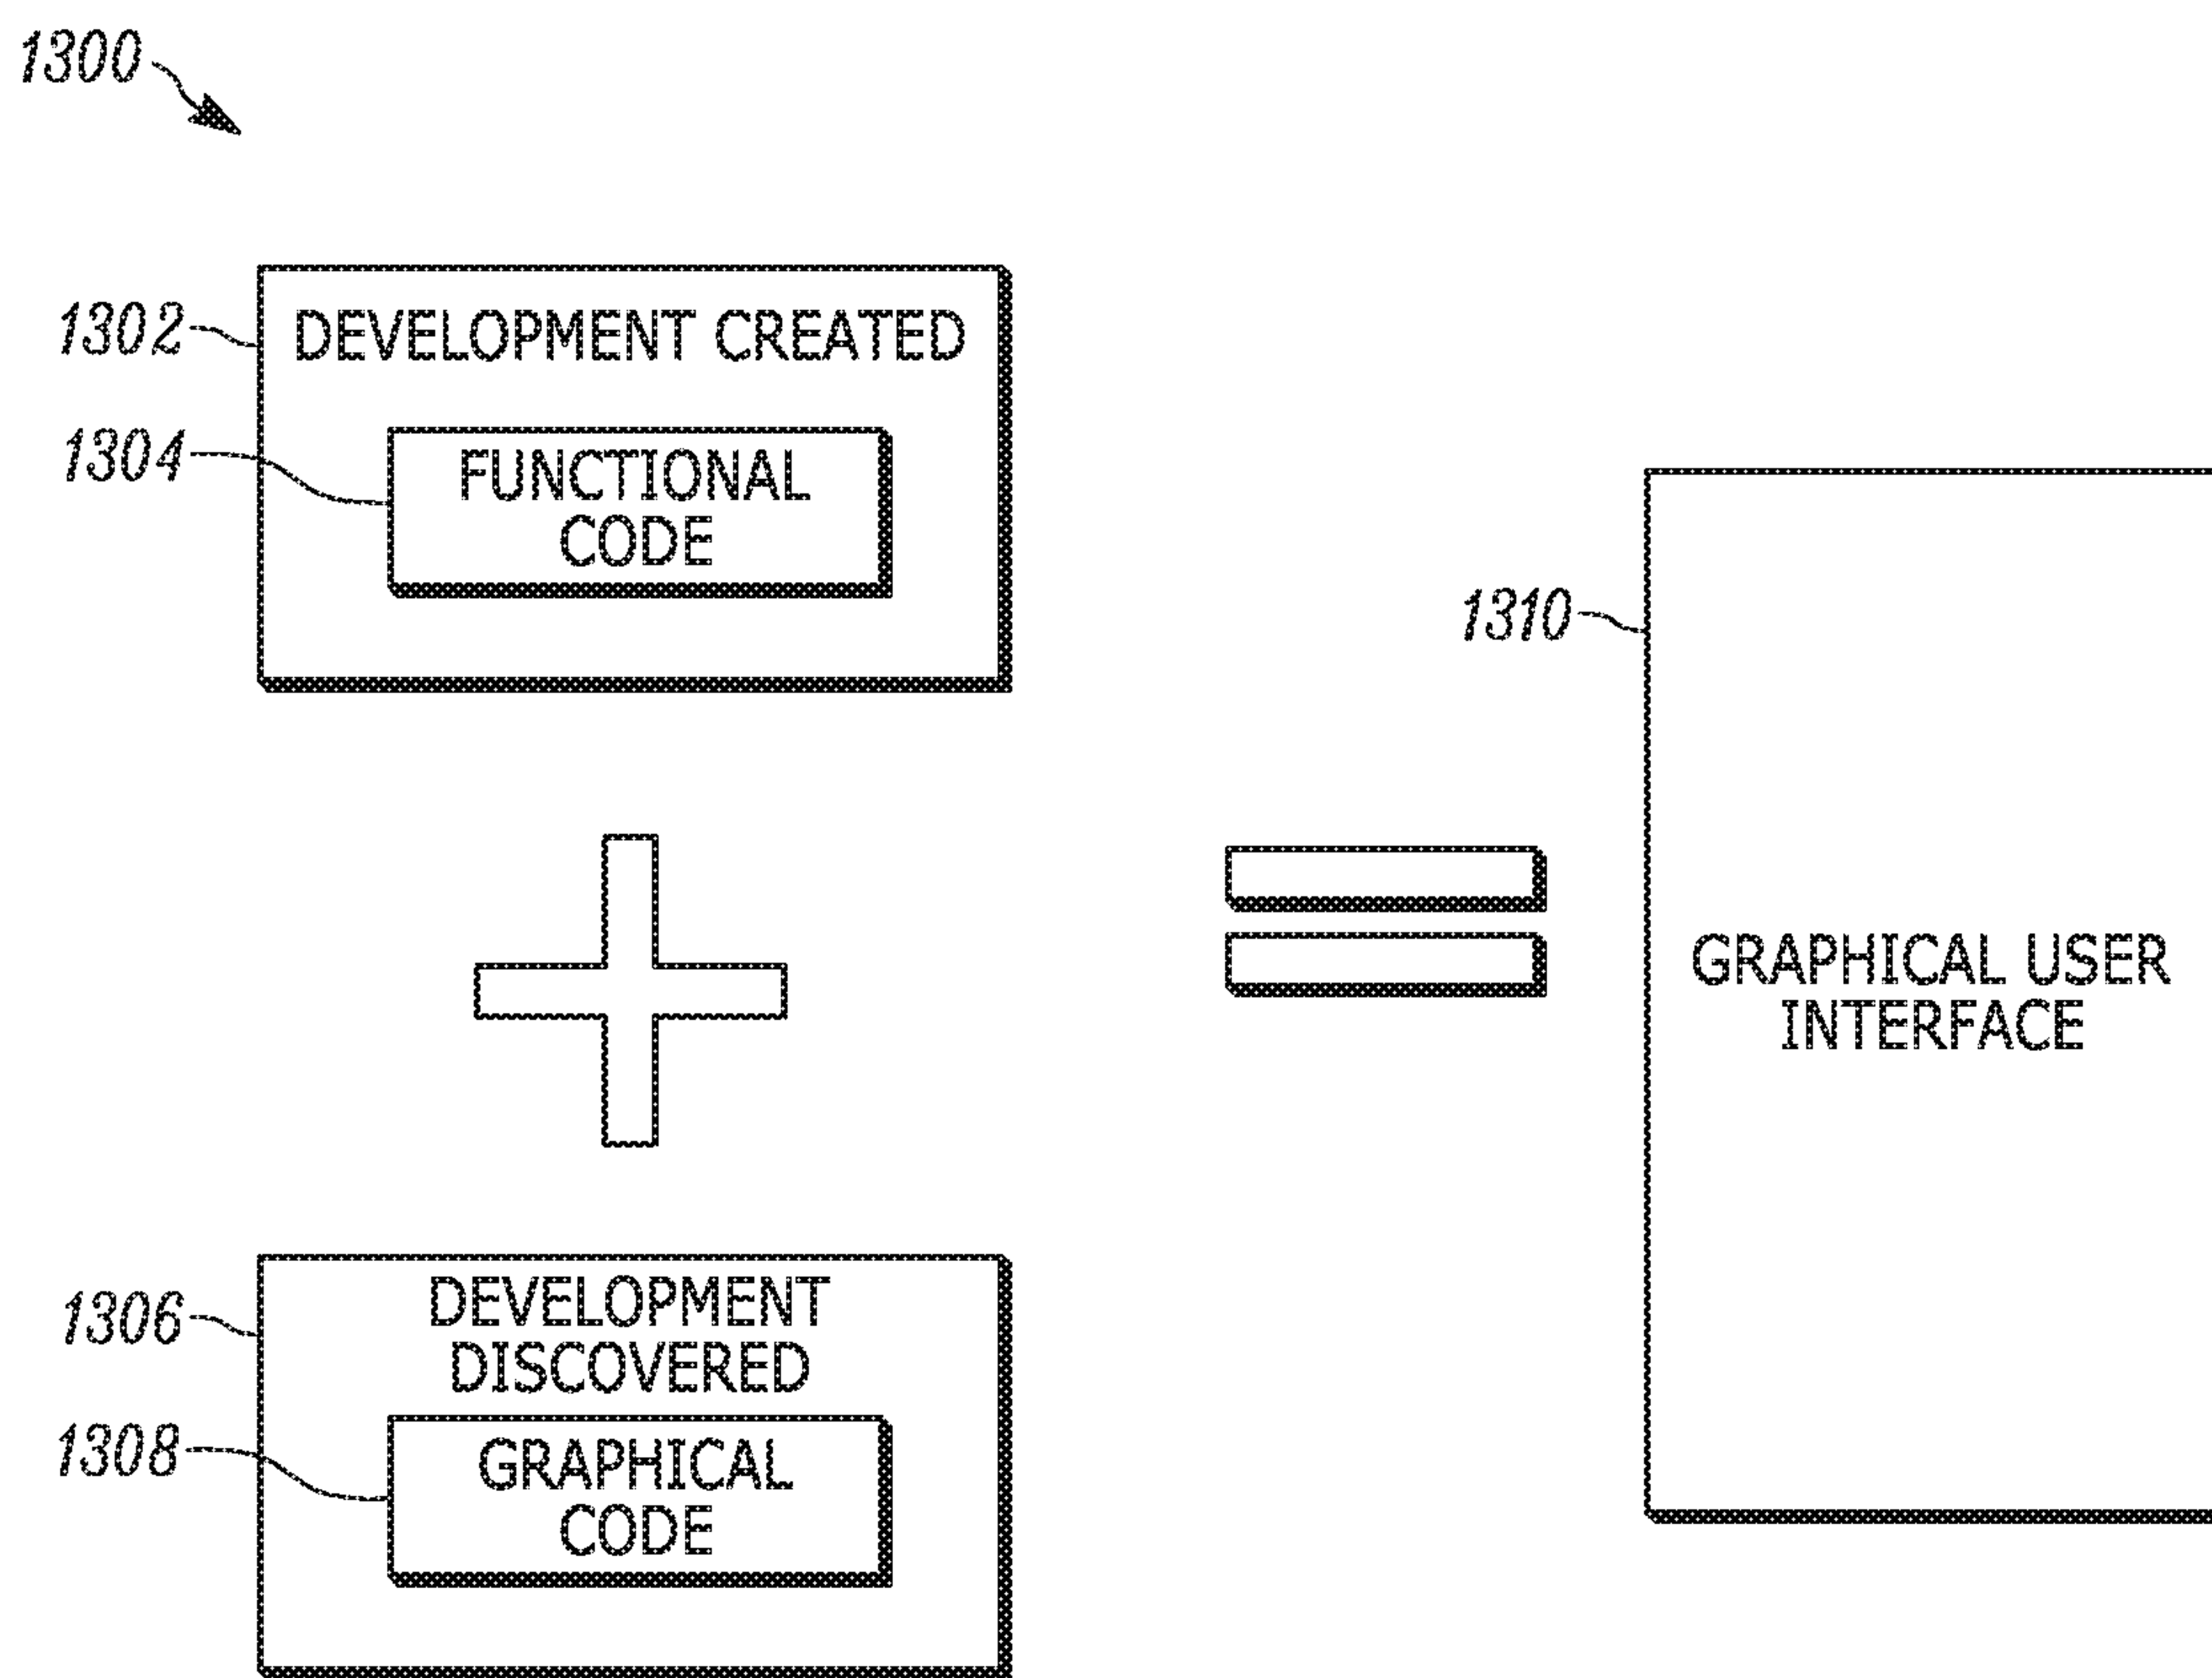 1300
1302
DEVELOPMENT CREATED
1304
FUNCTIONAL
CODE
1310
GRAPHICAL USER
INTERFACE
1306
DEVELOPMENT
DISCOVERED
1308
GRAPHICAL
CODE